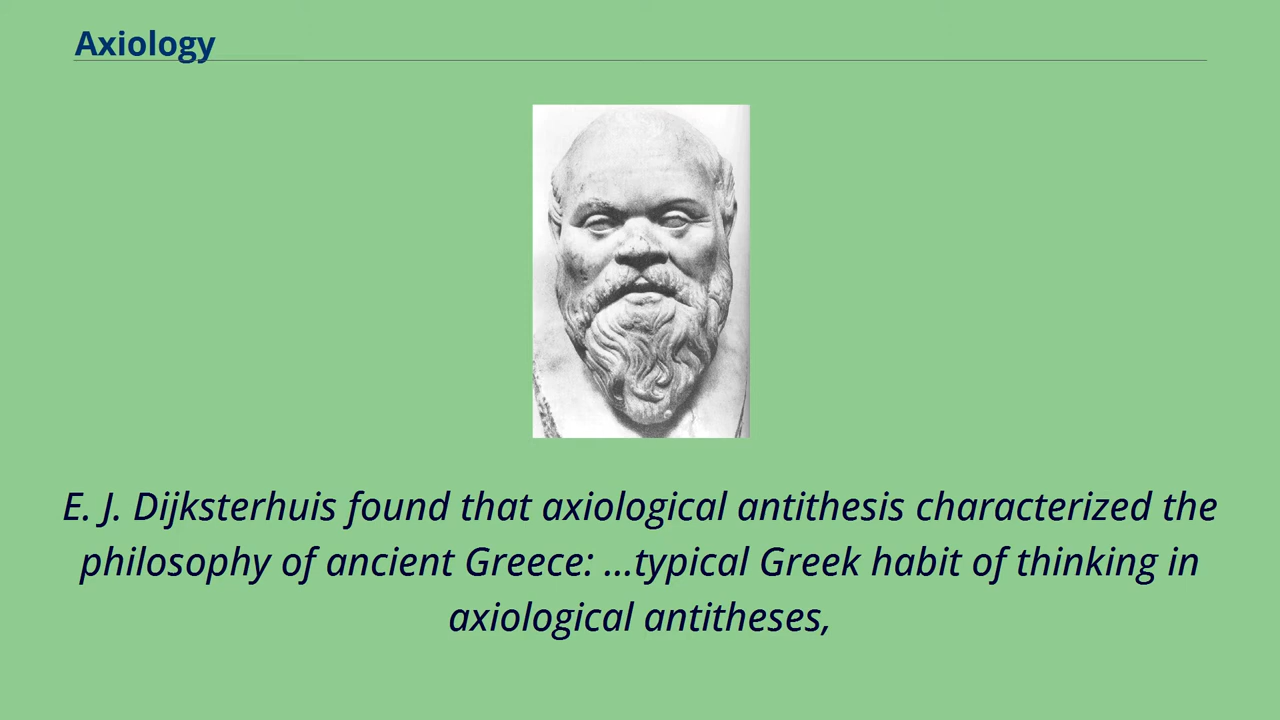 Axiology
E. J. Dijksterhuis found that axiological antithesis characterized the
philosophy of ancient Greece: ...typical Greek habit of thinking in
axiological antitheses,